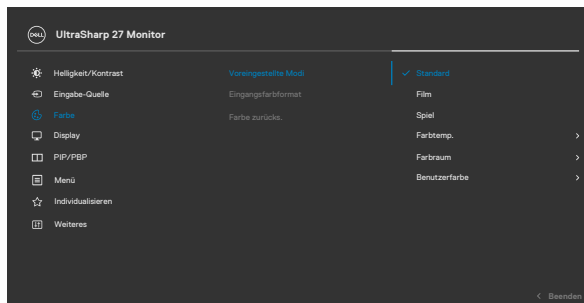 DELL UltraSharp 27 Monitor
Helligkeit/Kontrast Voreingestellte Modi Standard
Eingabe-Quelle Eingangsfarbformat Film
Farbe Farbe zurücks. Spiel
Display Farbtemp.
PIP/PBP Farbraum
Menü Benutzerfarbe
Individualisieren
Weiteres
Beenden